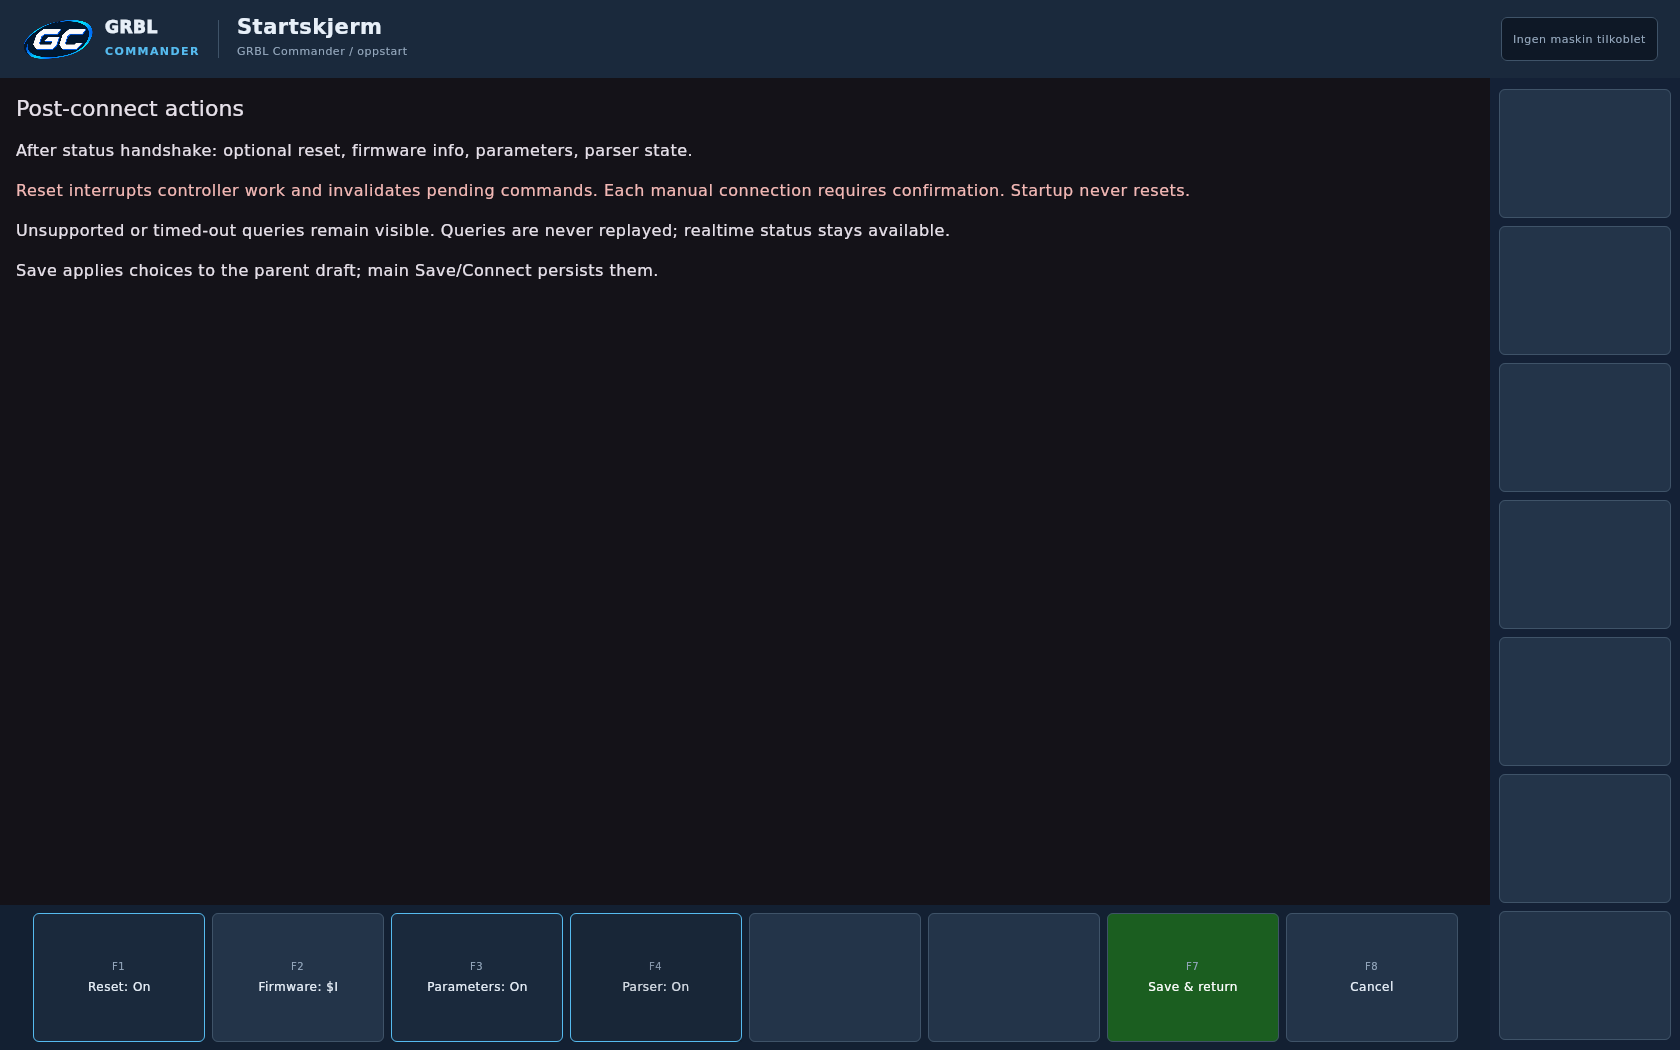 GC
GRBL
COMMANDER
Startskjerm
GRBL Commander / oppstart
Ingen maskin tilkoblet
Post-connect actions
After status handshake: optional reset, firmware info, parameters, parser state.
Reset interrupts controller work and invalidates pending commands. Each manual connection requires confirmation. Startup never resets.
Unsupported or timed-out queries remain visible. Queries are never replayed; realtime status stays available.
Save applies choices to the parent draft; main Save/Connect persists them.
F1
Reset: On
F2
Firmware: $I
F3
Parameters: On
F4
Parser: On
F7
Save & return
F8
Cancel